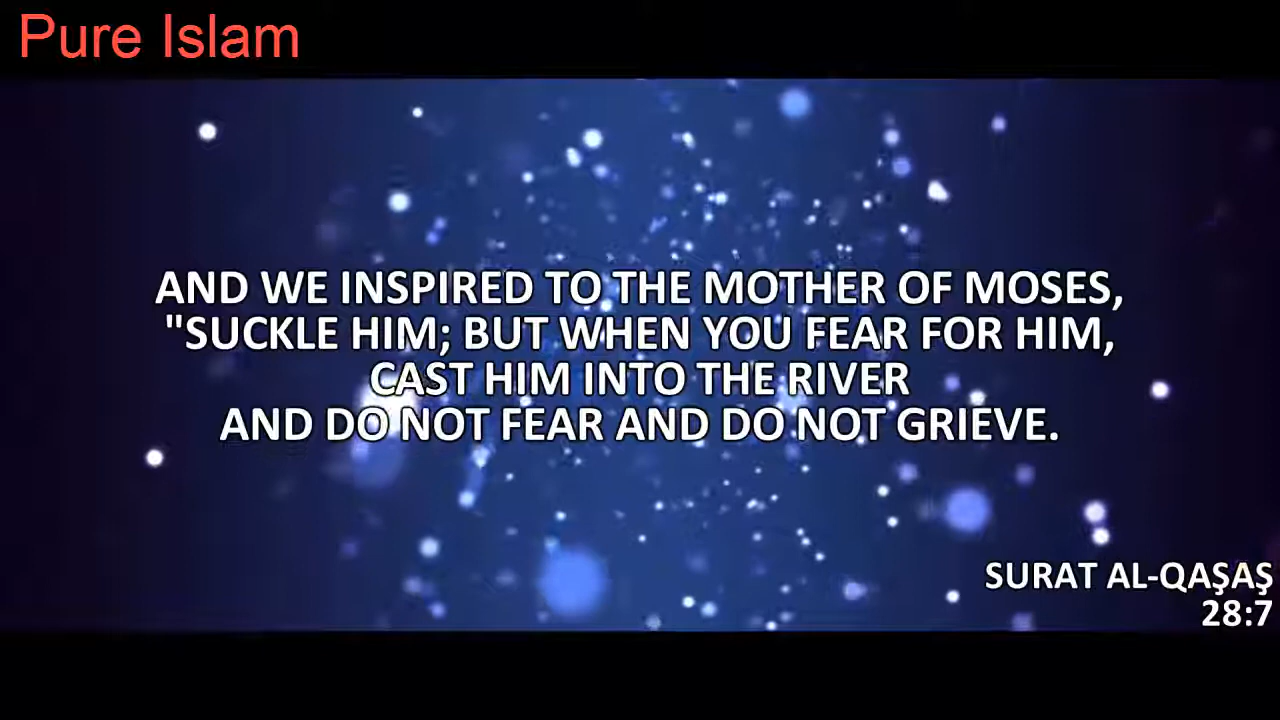 Pure Islam
AND WE INSPIRED TO THE MOTHER OF MOSES,
"SUCKLE HIM; BUT WHEN YOU FEAR FOR HIM,
CAST HIM INTO THE RIVER
AND DO NOT FEAR AND DO NOT GRIEVE.
SURAT AL-QAŞAŞ
28:7